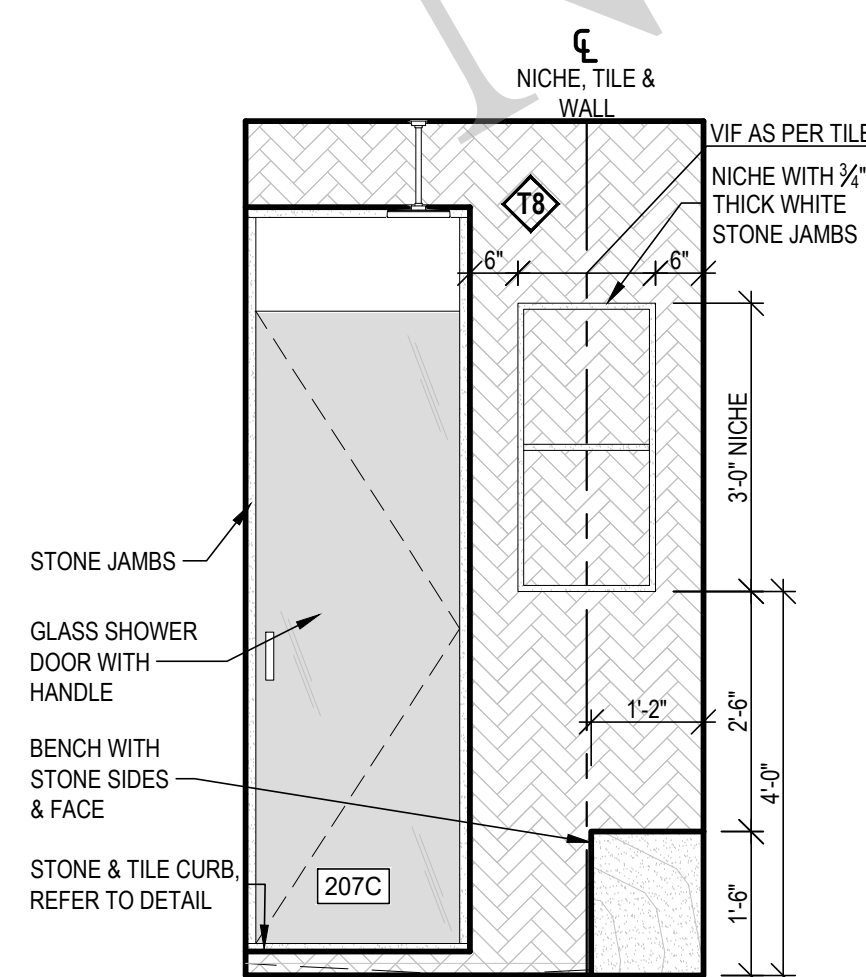 ℄
NICHE, TILE &
WALL
VIF AS PER TILE
NICHE WITH ¾"
THICK WHITE
STONE JAMBS
T8
6"
6"
3'-0" NICHE
STONE JAMBS
GLASS SHOWER
DOOR WITH
HANDLE
1'-2"
2'-6"
4'-0"
BENCH WITH
STONE SIDES
& FACE
STONE & TILE CURB,
REFER TO DETAIL
207C
1'-6"